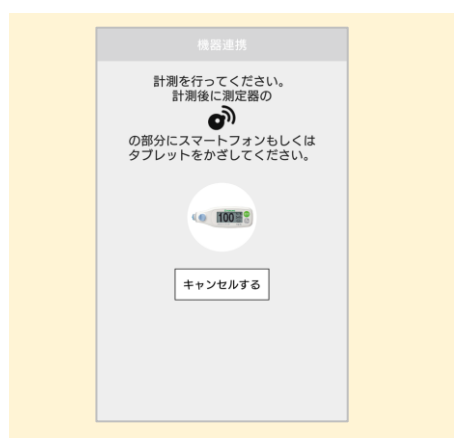 機器連携
計測を行ってください。
計測後に測定器の
の部分にスマートフォンもしくは
タブレットをかざしてください。
100
キャンセルする